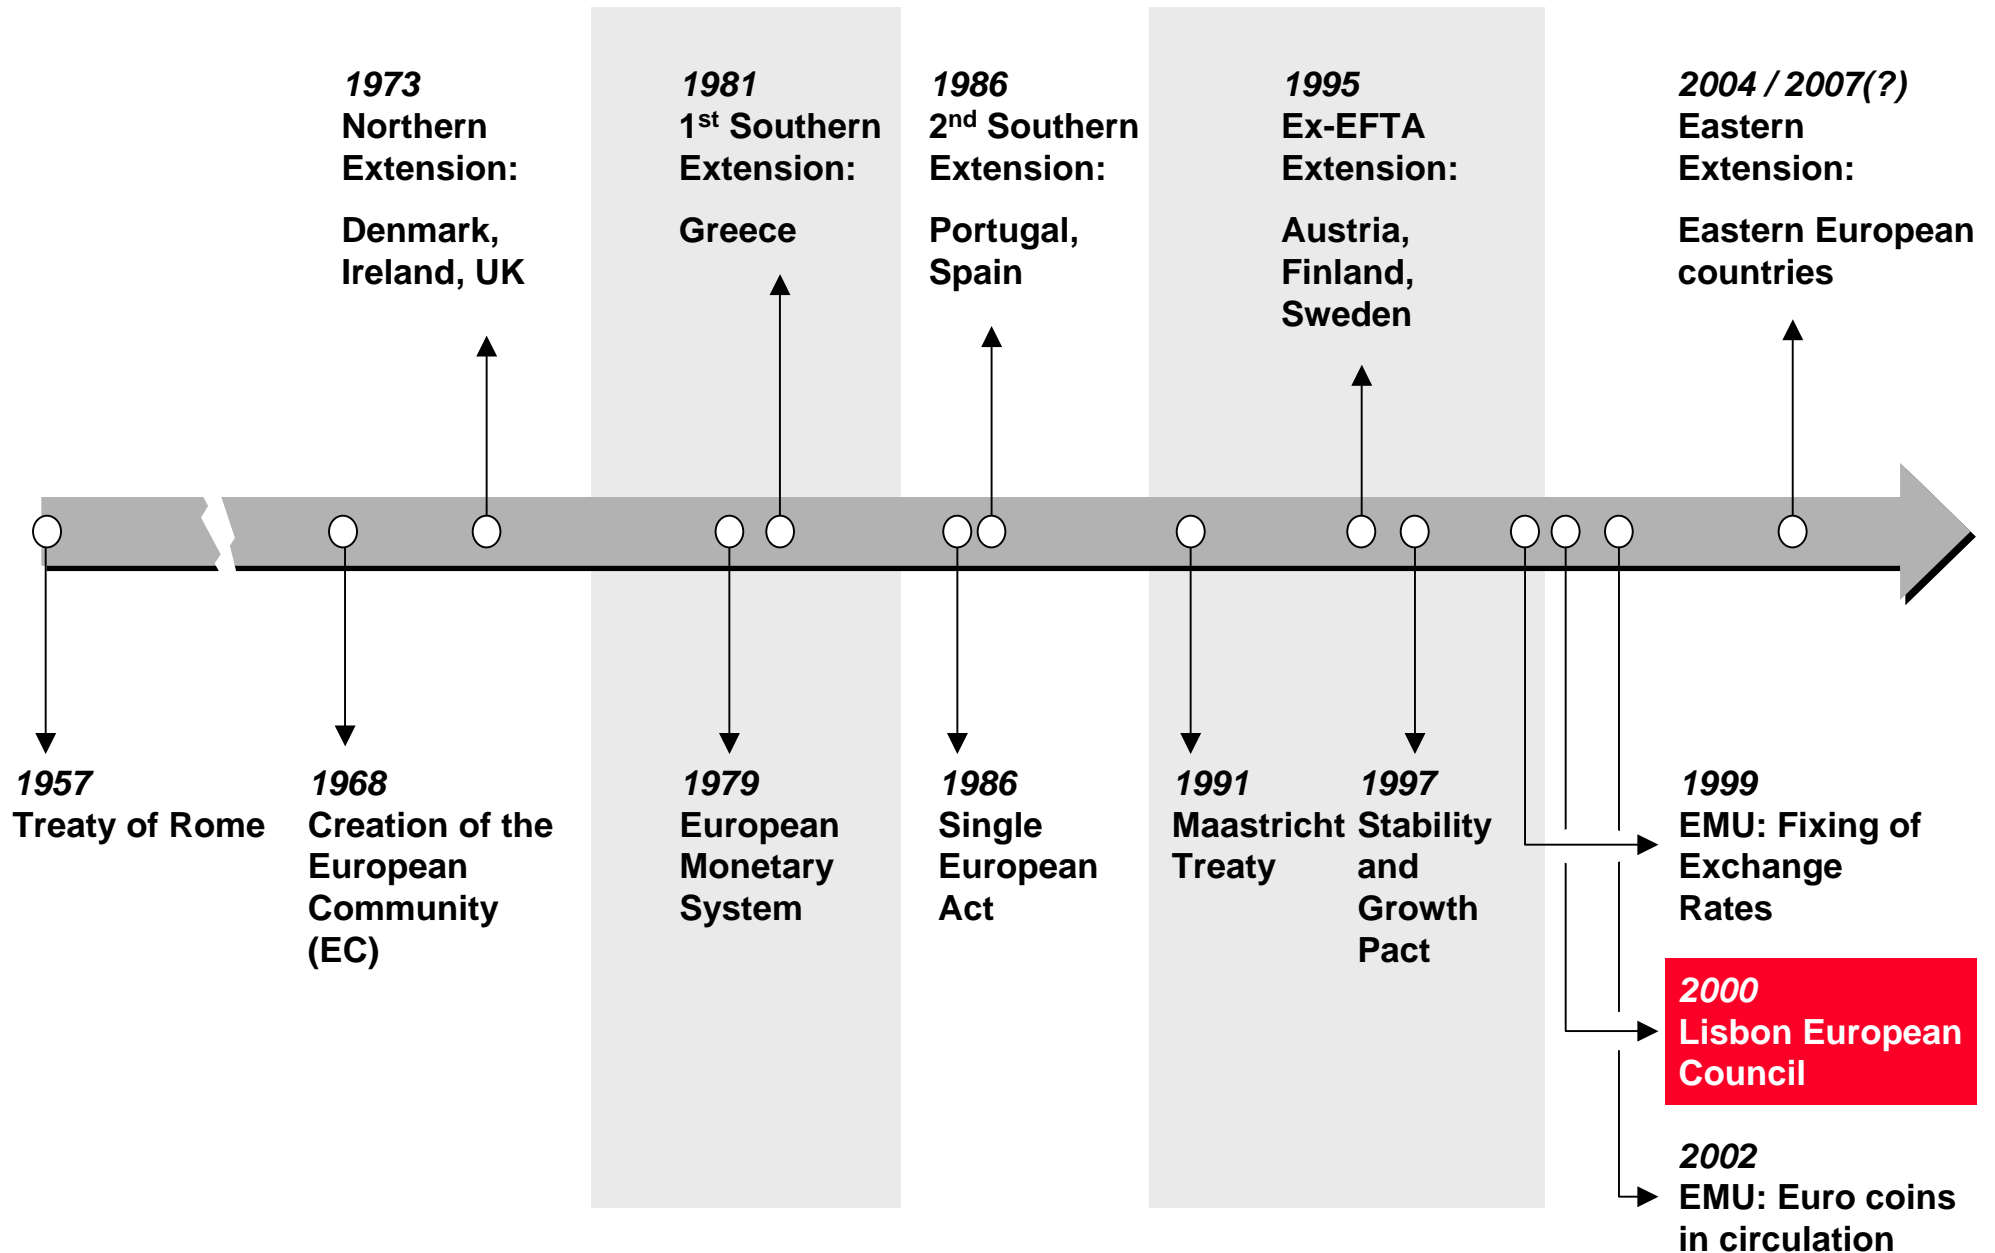 1973
Northern
Extension:
Denmark,
Ireland, UK
1981
1st Southern
Extension:
Greece
1986
2nd Southern
Extension:
Portugal,
Spain
1995
Ex-EFTA
Extension:
Austria,
Finland,
Sweden
2004 / 2007(?)
Eastern
Extension:
Eastern European
countries
1957
Treaty of Rome
1968
Creation of the
European
Community
(EC)
1979
European
Monetary
System
1986
Single
European
Act
1991
Maastricht
Treaty
1997
Stability
and
Growth
Pact
1999
EMU: Fixing of
Exchange
Rates
2000
Lisbon European
Council
2002
EMU: Euro coins
in circulation